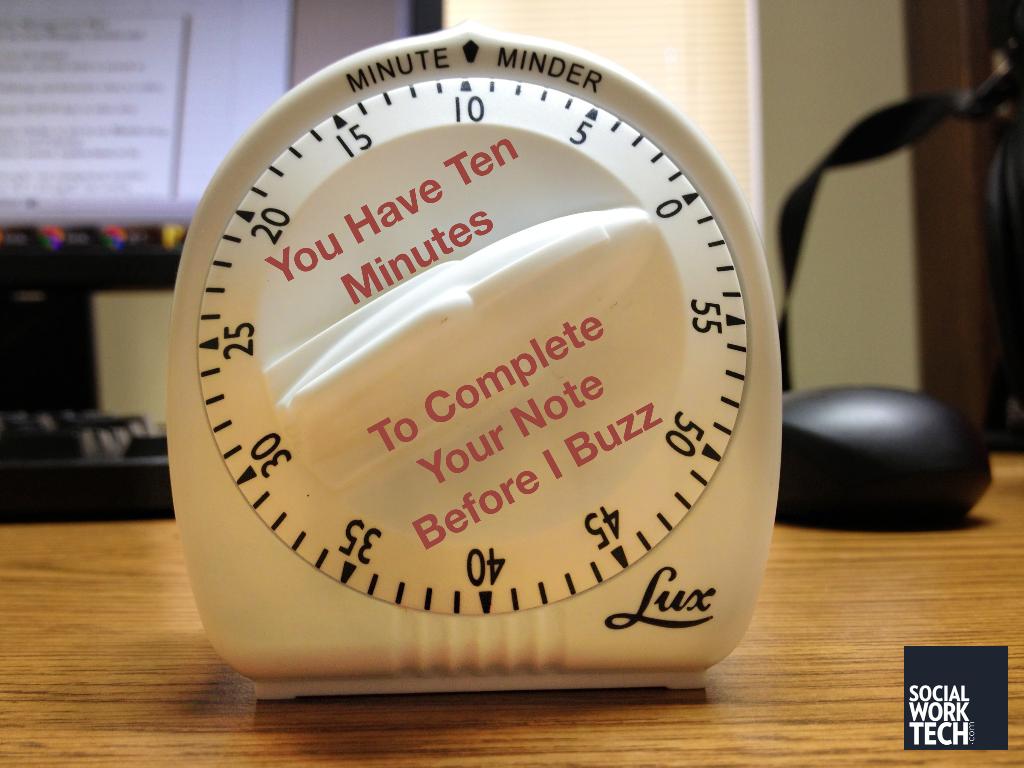 MINUTE MINDER
10
5
0
55
50
45
40
35
30
25
20
15
You Have Ten
Minutes
To Complete
Your Note
Before I Buzz
Lux
SOCIAL
WORK
TECH.com